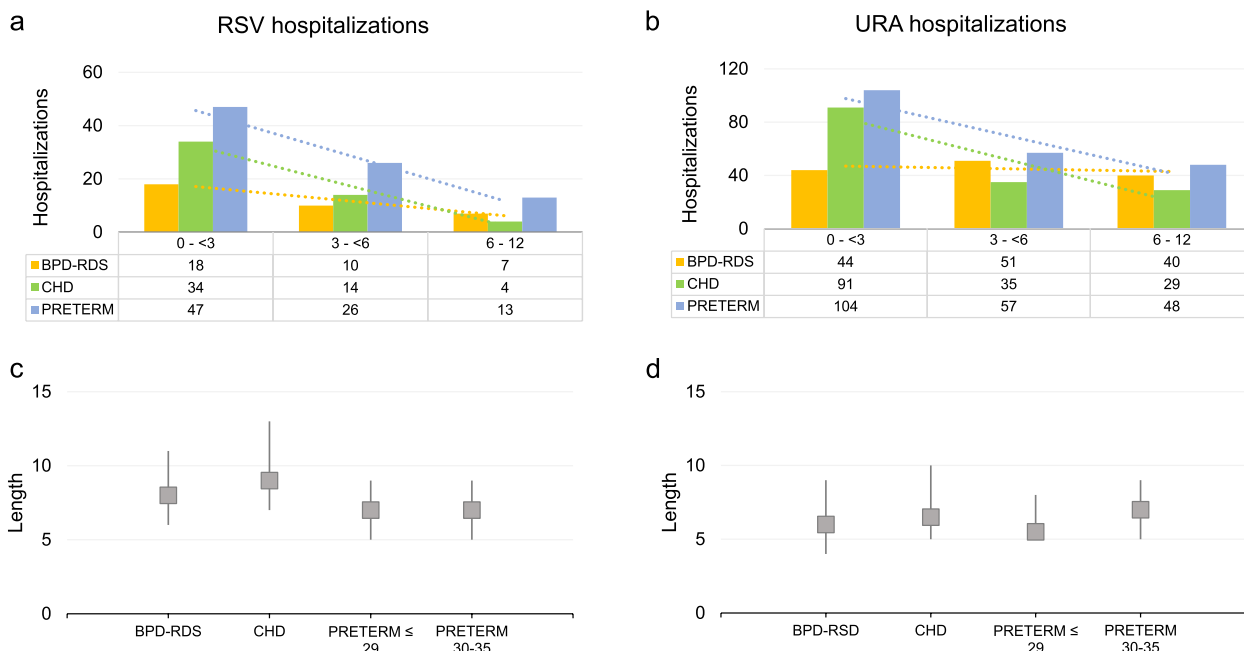 a
RSV hospitalizations
60
40
20
0
Hospitalizations
0 - <3 3 - <6 6 - 12
BPD-RDS 18 10 7
CHD 34 14 4
PRETERM 47 26 13
b
URA hospitalizations
120
80
40
0
Hospitalizations
0 - <3 3 - <6 6 - 12
BPD-RDS 44 51 40
CHD 91 35 29
PRETERM 104 57 48
c
15
10
5
0
Length
BPD-RDS CHD PRETERM ≤ PRETERM
29 30-35
d
15
10
5
0
Length
BPD-RSD CHD PRETERM ≤ PRETERM
29 30-35